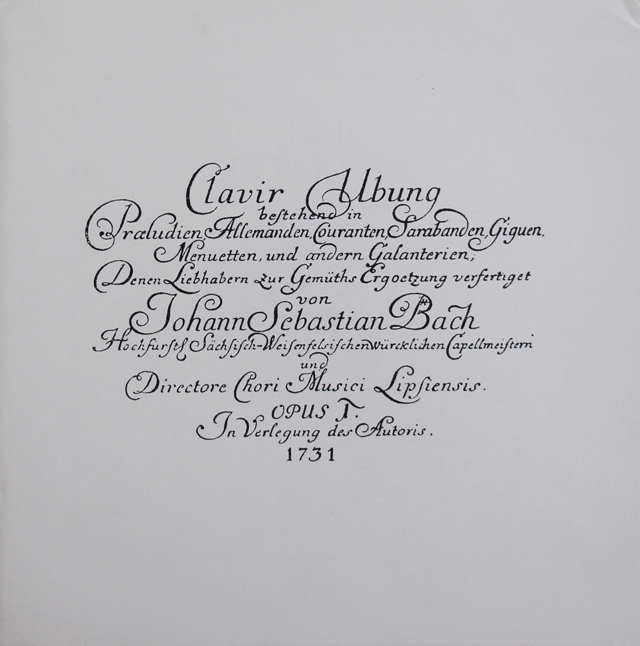 Clavir Ubung
bestehend in
Præludien, Allemanden, Couranten, Sarabanden, Giguen,
Menuetten, und andern Galanterien;
Denen Liebhabern zur Gemüths Ergoetzung verfertiget
von
Johann Sebastian Bach
Hochfürstl Sächsisch-Weisenfelsischen würcklichen Capellmeistern
und
Directore Chori Musici Lipsiensis.
OPUS I.
In Verlegung des Autoris.
1731